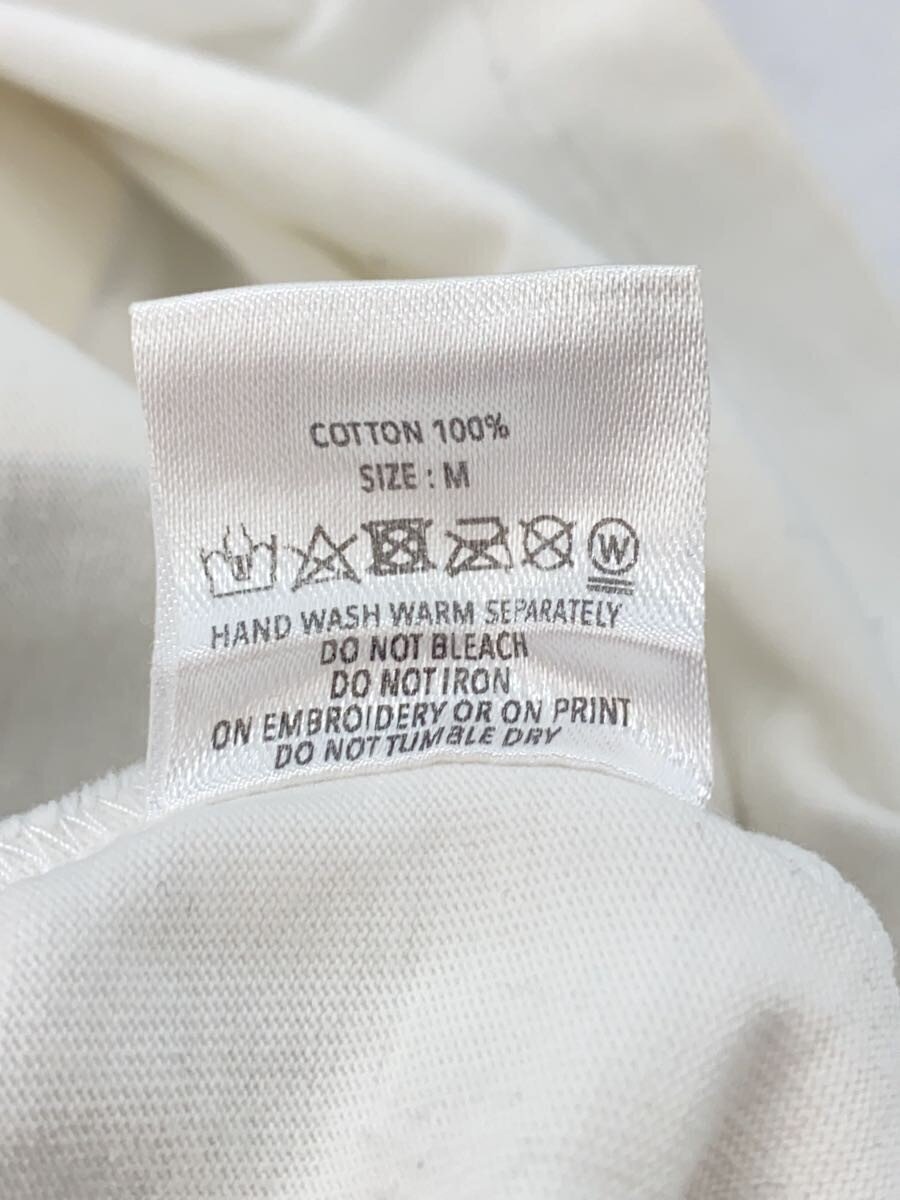 COTTON 100%
SIZE : M
W
HAND WASH WARM SEPARATELY
DO NOT BLEACH
DO NOT IRON
ON EMBROIDERY OR ON PRINT
DO NOT TUMBLE DRY